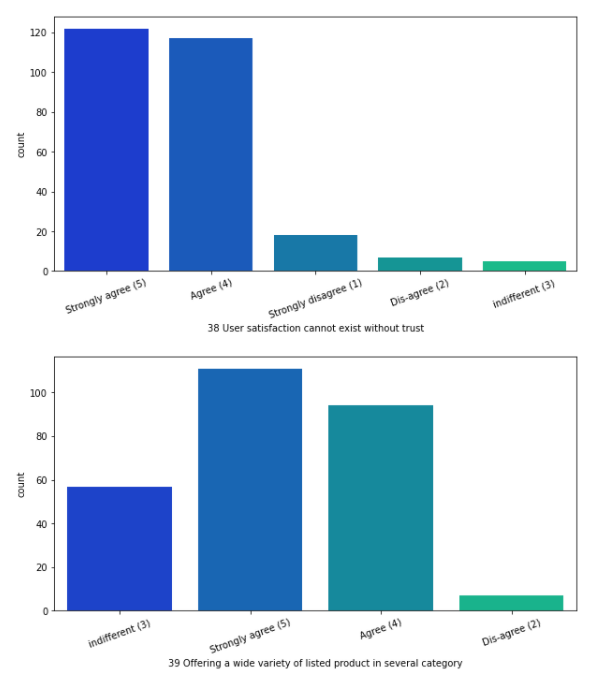 120
100
80
60
40
20
0
count
Strongly agree (5)
Agree (4)
Strongly disagree (1)
Dis-agree (2)
indifferent (3)
38 User satisfaction cannot exist without trust
100
80
60
40
20
0
count
indifferent (3)
Strongly agree (5)
Agree (4)
Dis-agree (2)
39 Offering a wide variety of listed product in several category